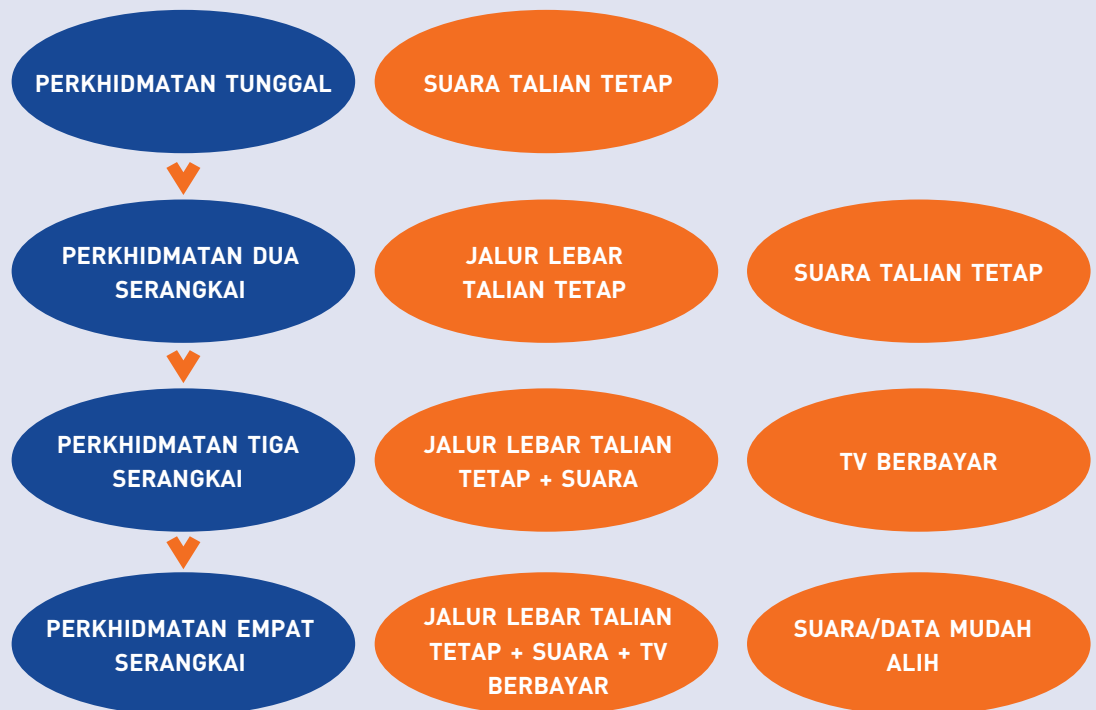 PERKHIDMATAN TUNGGAL
SUARA TALIAN TETAP
PERKHIDMATAN DUA
SERANGKAI
JALUR LEBAR
TALIAN TETAP
SUARA TALIAN TETAP
PERKHIDMATAN TIGA
SERANGKAI
JALUR LEBAR TALIAN
TETAP + SUARA
TV BERBAYAR
PERKHIDMATAN EMPAT
SERANGKAI
JALUR LEBAR TALIAN
TETAP + SUARA + TV
BERBAYAR
SUARA/DATA MUDAH
ALIH